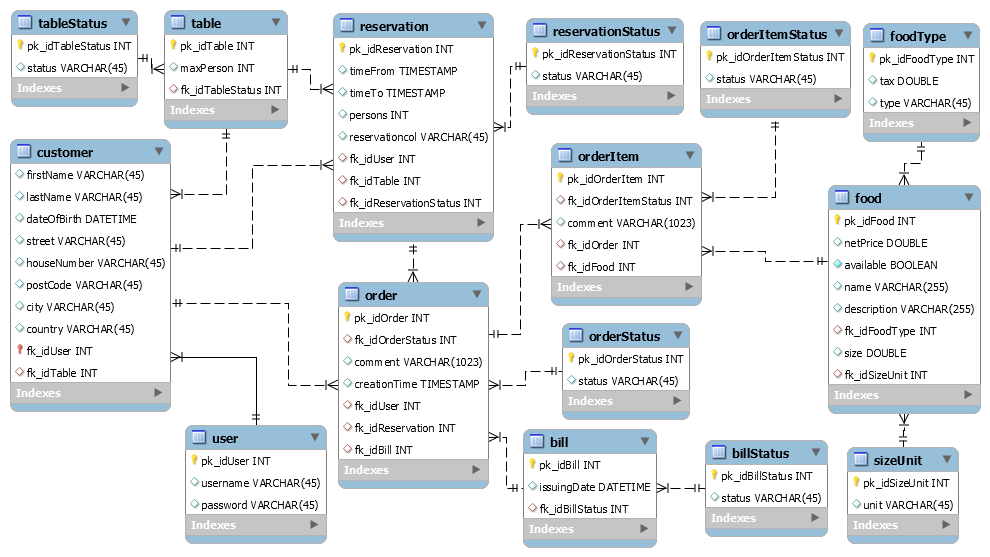 tableStatus
pk_idTableStatus INT
status VARCHAR(45)
Indexes
table
pk_idTable INT
maxPerson INT
fk_idTableStatus INT
Indexes
reservation
pk_idReservation INT
timeFrom TIMESTAMP
timeTo TIMESTAMP
persons INT
reservationcol VARCHAR(45)
fk_idUser INT
fk_idTable INT
fk_idReservationStatus INT
Indexes
reservationStatus
pk_idReservationStatus INT
status VARCHAR(45)
Indexes
orderItemStatus
pk_idOrderItemStatus INT
status VARCHAR(45)
Indexes
foodType
pk_idFoodType INT
tax DOUBLE
type VARCHAR(45)
Indexes
customer
firstName VARCHAR(45)
lastName VARCHAR(45)
dateOfBirth DATETIME
street VARCHAR(45)
houseNumber VARCHAR(45)
postCode VARCHAR(45)
city VARCHAR(45)
country VARCHAR(45)
fk_idUser INT
fk_idTable INT
Indexes
orderItem
pk_idOrderItem INT
fk_idOrderItemStatus INT
comment VARCHAR(1023)
fk_idOrder INT
fk_idFood INT
Indexes
food
pk_idFood INT
netPrice DOUBLE
available BOOLEAN
name VARCHAR(255)
description VARCHAR(255)
fk_idFoodType INT
size DOUBLE
fk_idSizeUnit INT
Indexes
order
pk_idOrder INT
fk_idOrderStatus INT
comment VARCHAR(1023)
creationTime TIMESTAMP
fk_idUser INT
fk_idReservation INT
fk_idBill INT
Indexes
orderStatus
pk_idOrderStatus INT
status VARCHAR(45)
Indexes
user
pk_idUser INT
username VARCHAR(45)
password VARCHAR(45)
Indexes
bill
pk_idBill INT
issuingDate DATETIME
fk_idBillStatus INT
Indexes
billStatus
pk_idBillStatus INT
status VARCHAR(45)
Indexes
sizeUnit
pk_idSizeUnit INT
unit VARCHAR(45)
Indexes